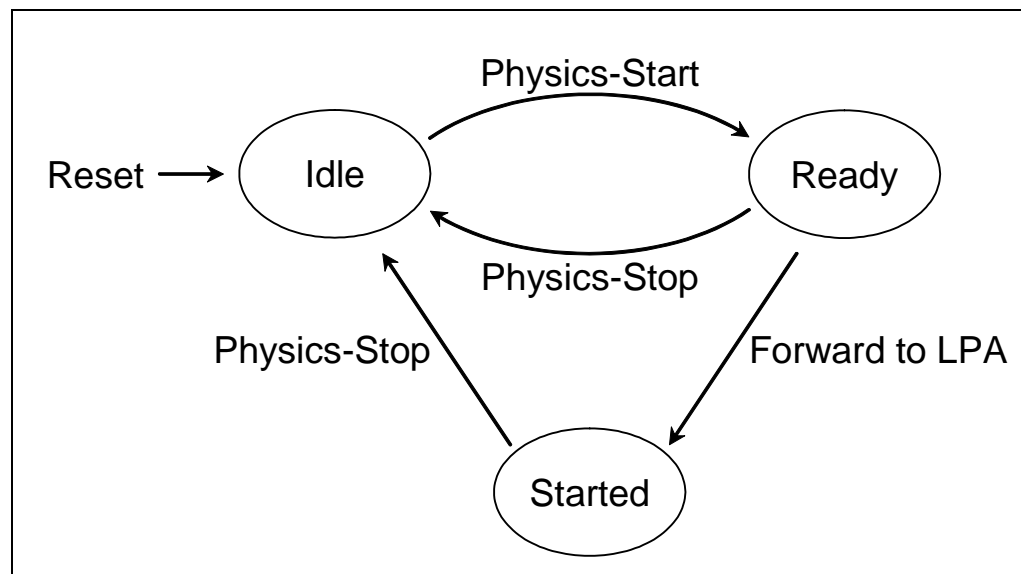 Physics-Start
Reset
Idle
Ready
Physics-Stop
Physics-Stop
Forward to LPA
Started